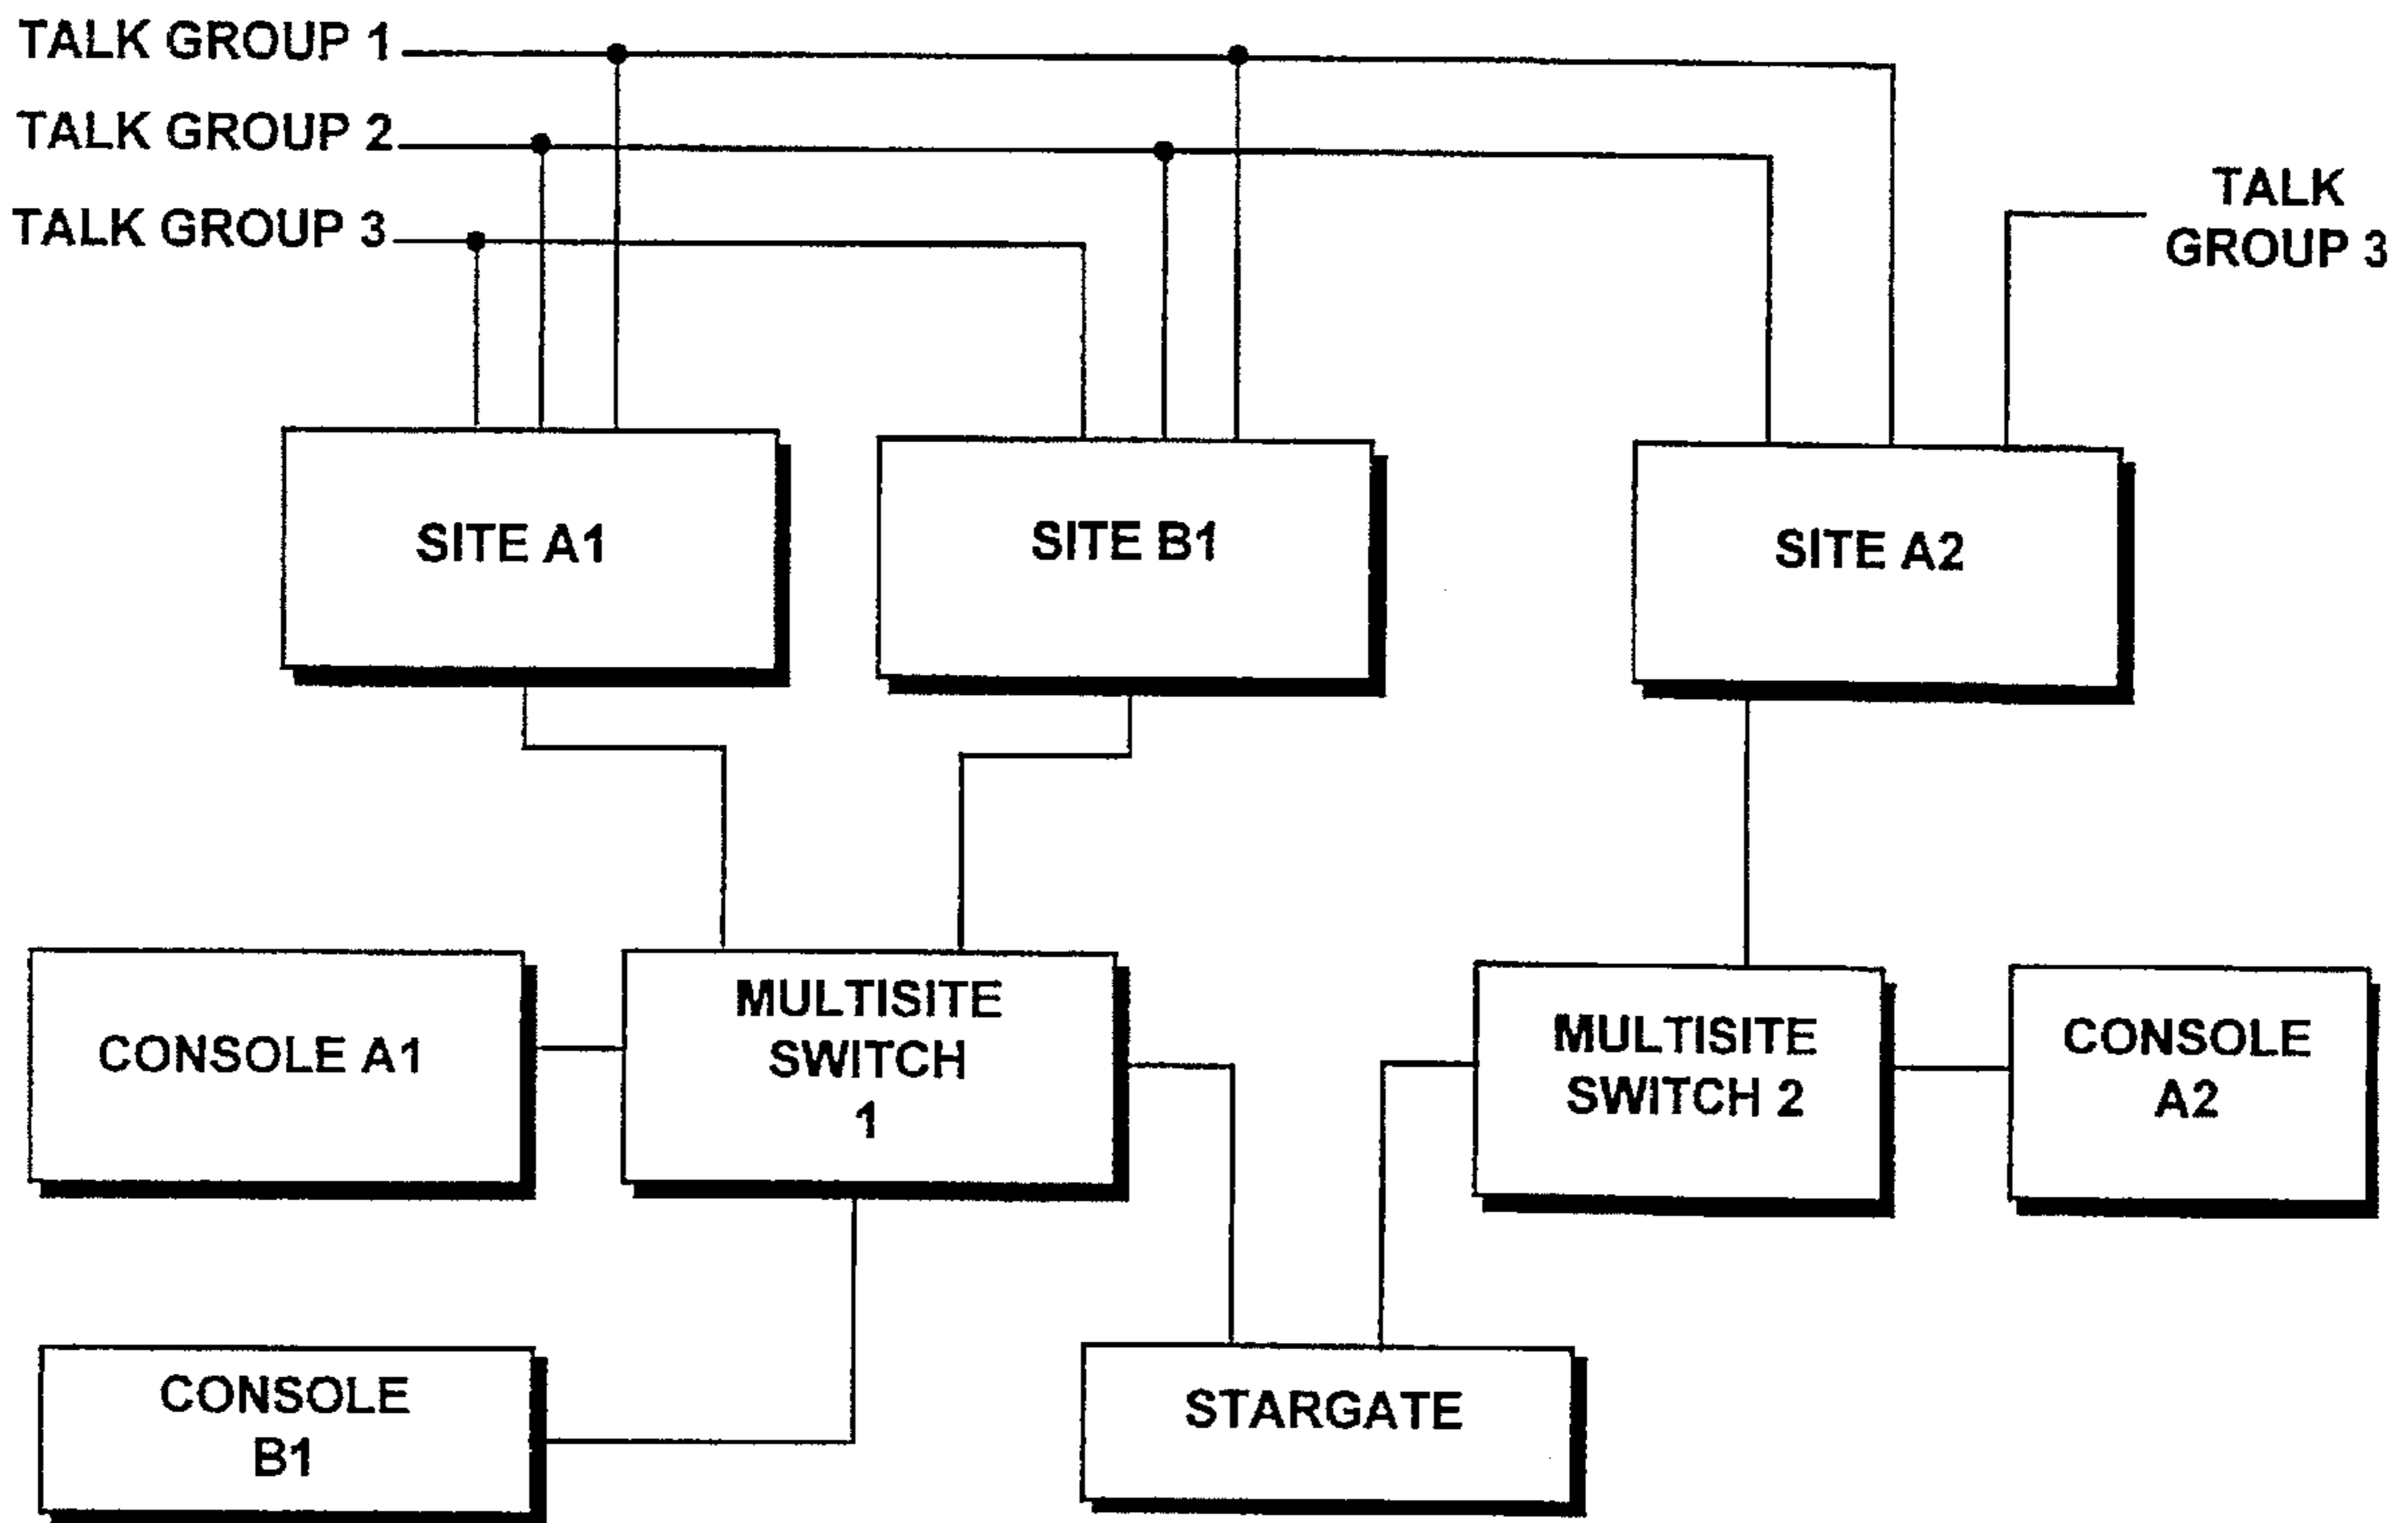 TALK GROUP 1
TALK GROUP 2
TALK GROUP 3
TALK
GROUP 3
SITE A1
SITE B1
SITE A2
CONSOLE A1
MULTISITE
SWITCH
1
MULTISITE
SWITCH 2
CONSOLE
A2
CONSOLE
B1
STARGATE